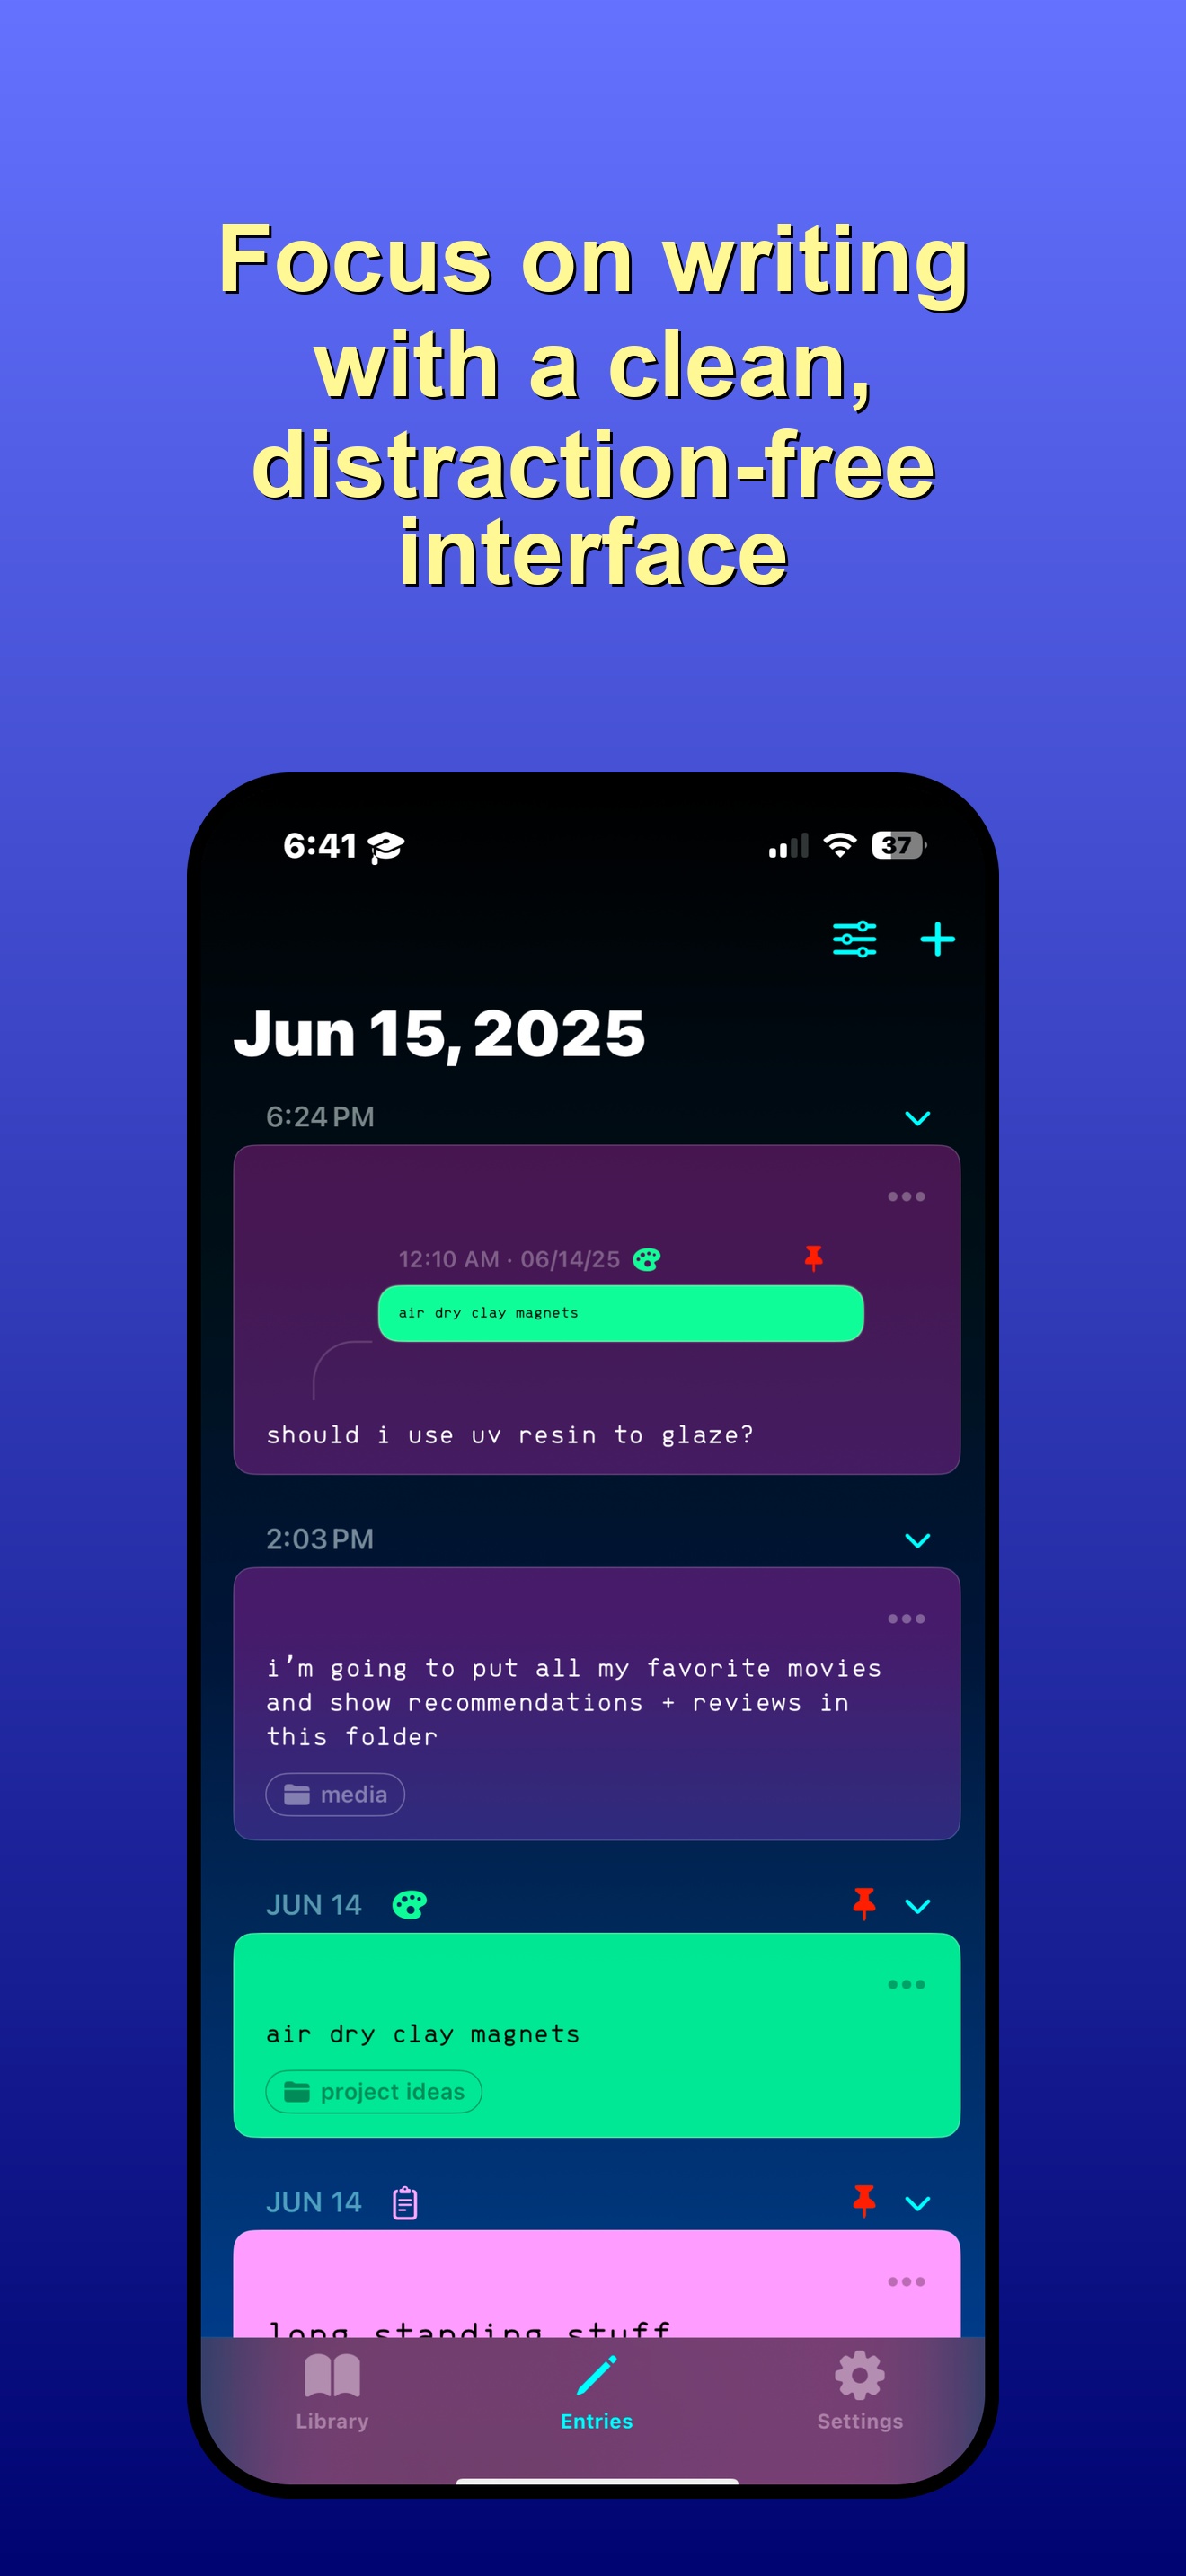 Focus on writing
with a clean,
distraction-free
interface
6:41
37
Jun 15, 2025
6:24 PM
12:10 AM · 06/14/25
air dry clay magnets
should i use uv resin to glaze?
2:03 PM
i’m going to put all my favorite movies
and show recommendations + reviews in
this folder
media
JUN 14
air dry clay magnets
project ideas
JUN 14
long standing stuff
Library
Entries
Settings